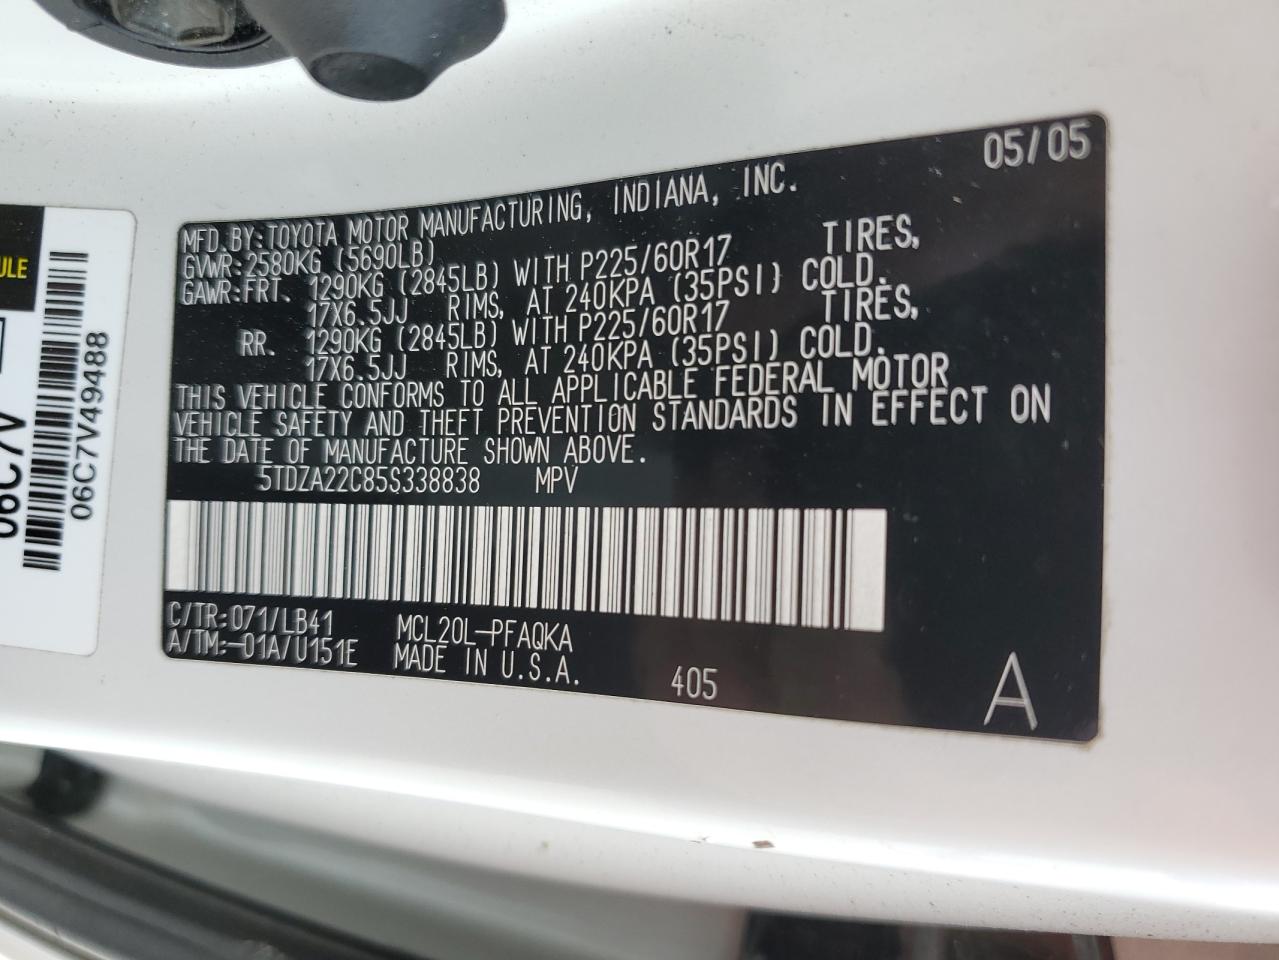 05/05
MFD. BY: TOYOTA MOTOR MANUFACTURING, INDIANA, INC.
GVWR: 2580KG (5690LB)
GAWR: FRT. 1290KG (2845LB) WITH P225/60R17 TIRES,
17X6.5JJ RIMS, AT 240KPA (35PSI) COLD.
RR. 1290KG (2845LB) WITH P225/60R17 TIRES,
17X6.5JJ RIMS, AT 240KPA (35PSI) COLD.
THIS VEHICLE CONFORMS TO ALL APPLICABLE FEDERAL MOTOR
VEHICLE SAFETY AND THEFT PREVENTION STANDARDS IN EFFECT ON
THE DATE OF MANUFACTURE SHOWN ABOVE.
5TDZA22C85S338838 MPV
C/TR: 071/LB41 MCL20L-PFAQKA
A/TM: -01A/U151E MADE IN U.S.A.
405
A
06C7V
06C7V49488